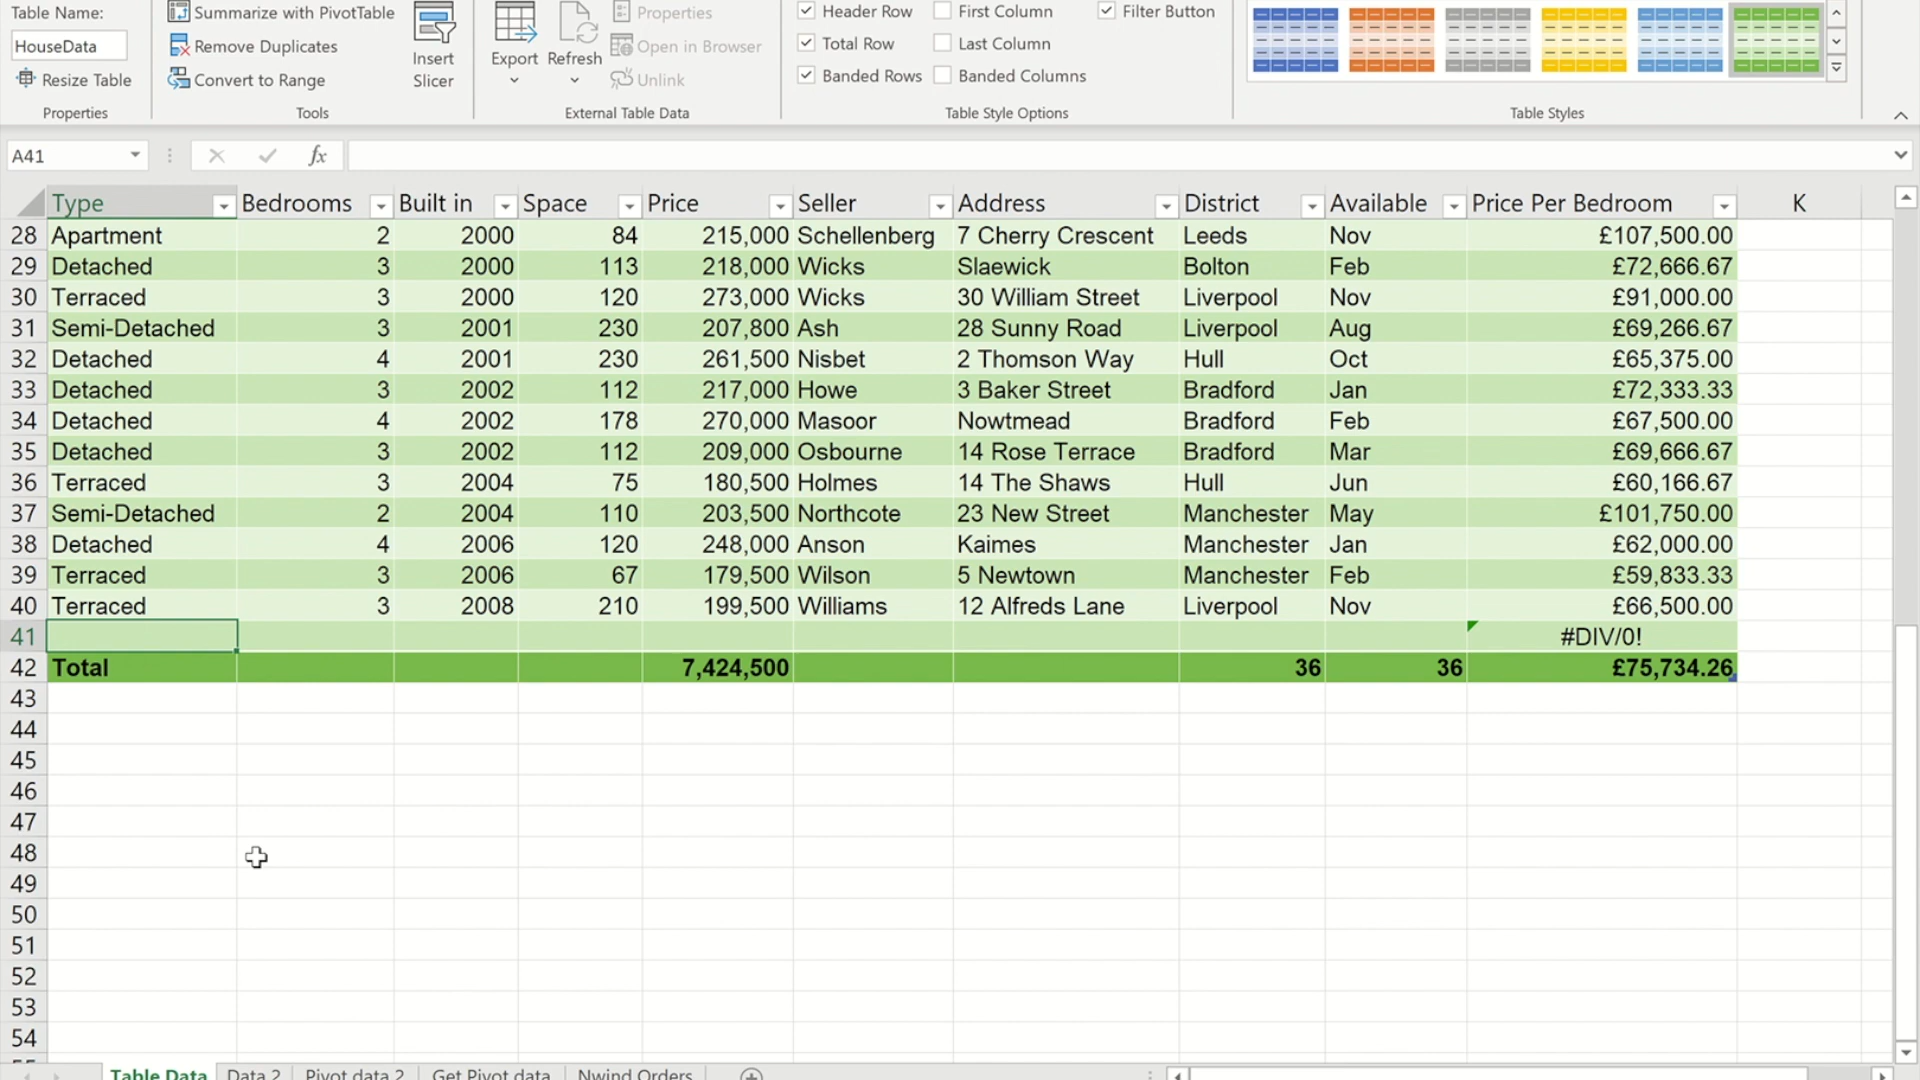 Table Name:
HouseData
Resize Table
Properties
Summarize with PivotTable
Remove Duplicates
Convert to Range
Tools
Insert
Slicer
Export
Refresh
Properties
Open in Browser
Unlink
External Table Data
Header Row First Column Filter Button
Total Row Last Column
Banded Rows Banded Columns
Table Style Options
Table Styles
A41 fx
Type Bedrooms Built in Space Price Seller Address District Available Price Per Bedroom K
28 Apartment 2 2000 84 215,000 Schellenberg 7 Cherry Crescent Leeds Nov £107,500.00
29 Detached 3 2000 113 218,000 Wicks Slaewick Bolton Feb £72,666.67
30 Terraced 3 2000 120 273,000 Wicks 30 William Street Liverpool Nov £91,000.00
31 Semi-Detached 3 2001 230 207,800 Ash 28 Sunny Road Liverpool Aug £69,266.67
32 Detached 4 2001 230 261,500 Nisbet 2 Thomson Way Hull Oct £65,375.00
33 Detached 3 2002 112 217,000 Howe 3 Baker Street Bradford Jan £72,333.33
34 Detached 4 2002 178 270,000 Masoor Nowtmead Bradford Feb £67,500.00
35 Detached 3 2002 112 209,000 Osbourne 14 Rose Terrace Bradford Mar £69,666.67
36 Terraced 3 2004 75 180,500 Holmes 14 The Shaws Hull Jun £60,166.67
37 Semi-Detached 2 2004 110 203,500 Northcote 23 New Street Manchester May £101,750.00
38 Detached 4 2006 120 248,000 Anson Kaimes Manchester Jan £62,000.00
39 Terraced 3 2006 67 179,500 Wilson 5 Newtown Manchester Feb £59,833.33
40 Terraced 3 2008 210 199,500 Williams 12 Alfreds Lane Liverpool Nov £66,500.00
41 #DIV/0!
42 Total 7,424,500 36 36 £75,734.26
43
44
45
46
47
48
49
50
51
52
53
54
Table Data Data 2 Pivot data 2 Get Pivot data Nwind Orders